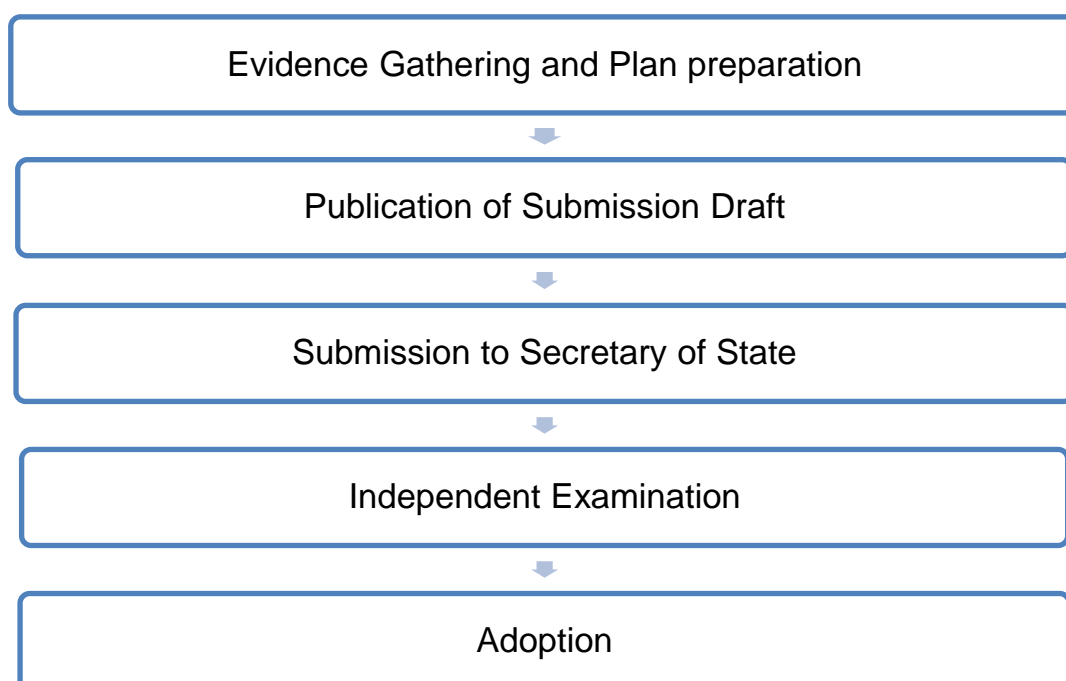 Evidence Gathering and Plan preparation
Publication of Submission Draft
Submission to Secretary of State
Independent Examination
Adoption